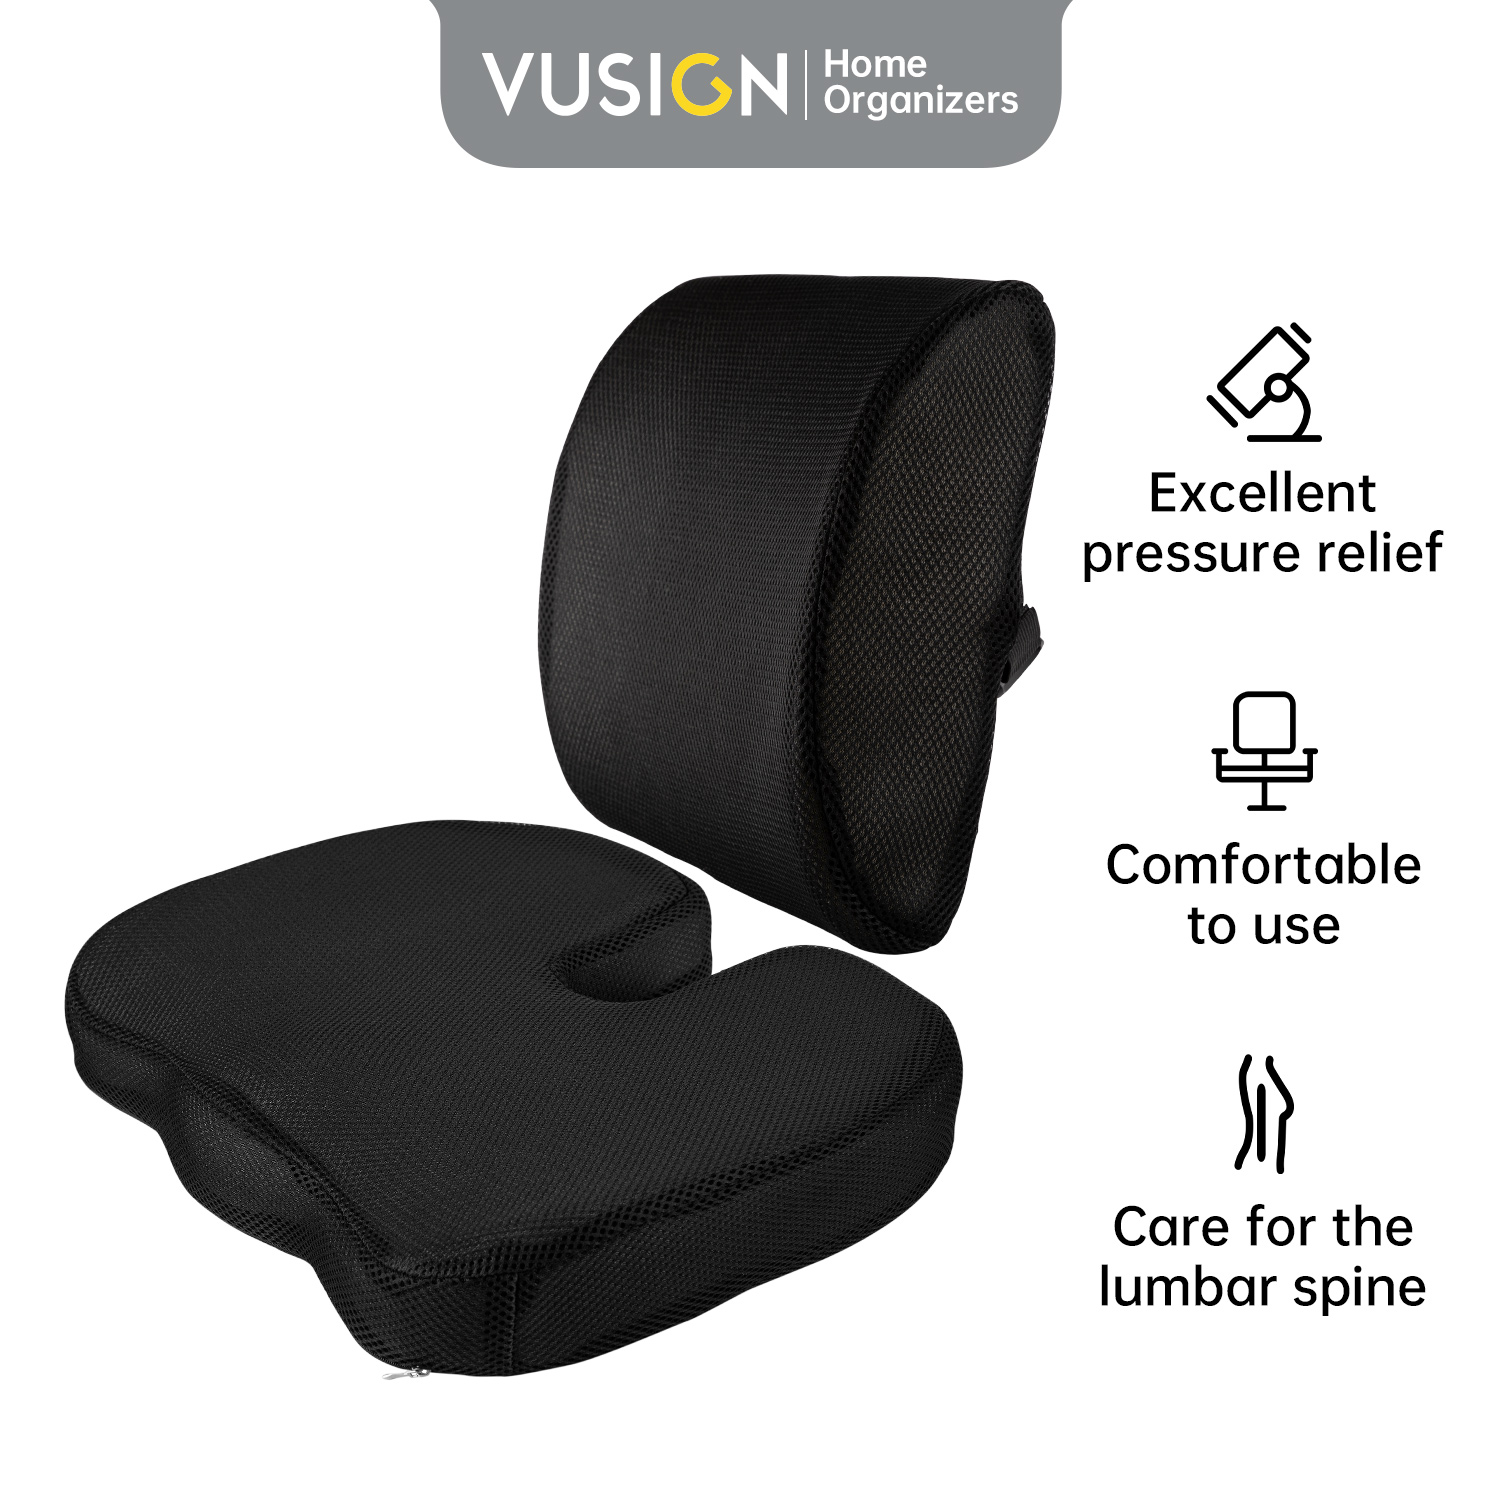 VUSIGN
Home
Organizers
Excellent
pressure relief
Comfortable
to use
Care for the
lumbar spine